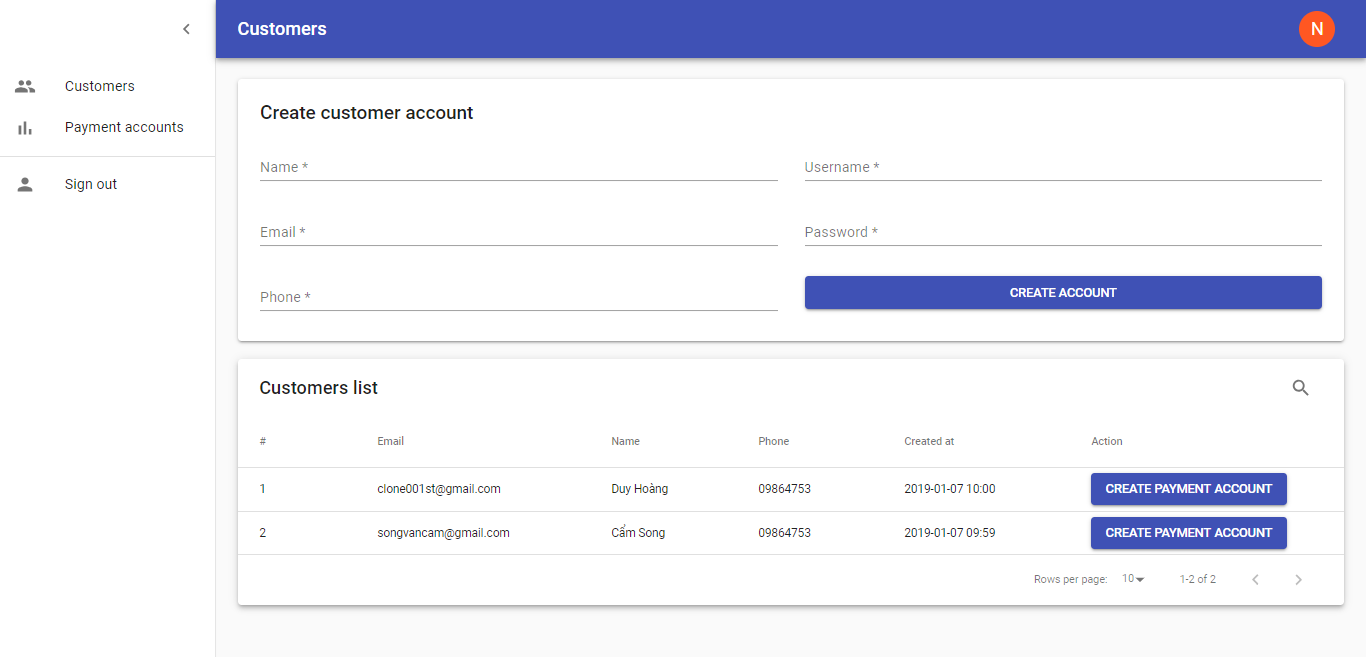 Customers
N
Customers
Payment accounts
Sign out
Create customer account
Name *
Username *
Email *
Password *
Phone *
CREATE ACCOUNT
Customers list
# Email Name Phone Created at Action
1 clone001st@gmail.com Duy Hoàng 09864753 2019-01-07 10:00 CREATE PAYMENT ACCOUNT
2 songvancam@gmail.com Cẩm Song 09864753 2019-01-07 09:59 CREATE PAYMENT ACCOUNT
Rows per page: 10 1-2 of 2